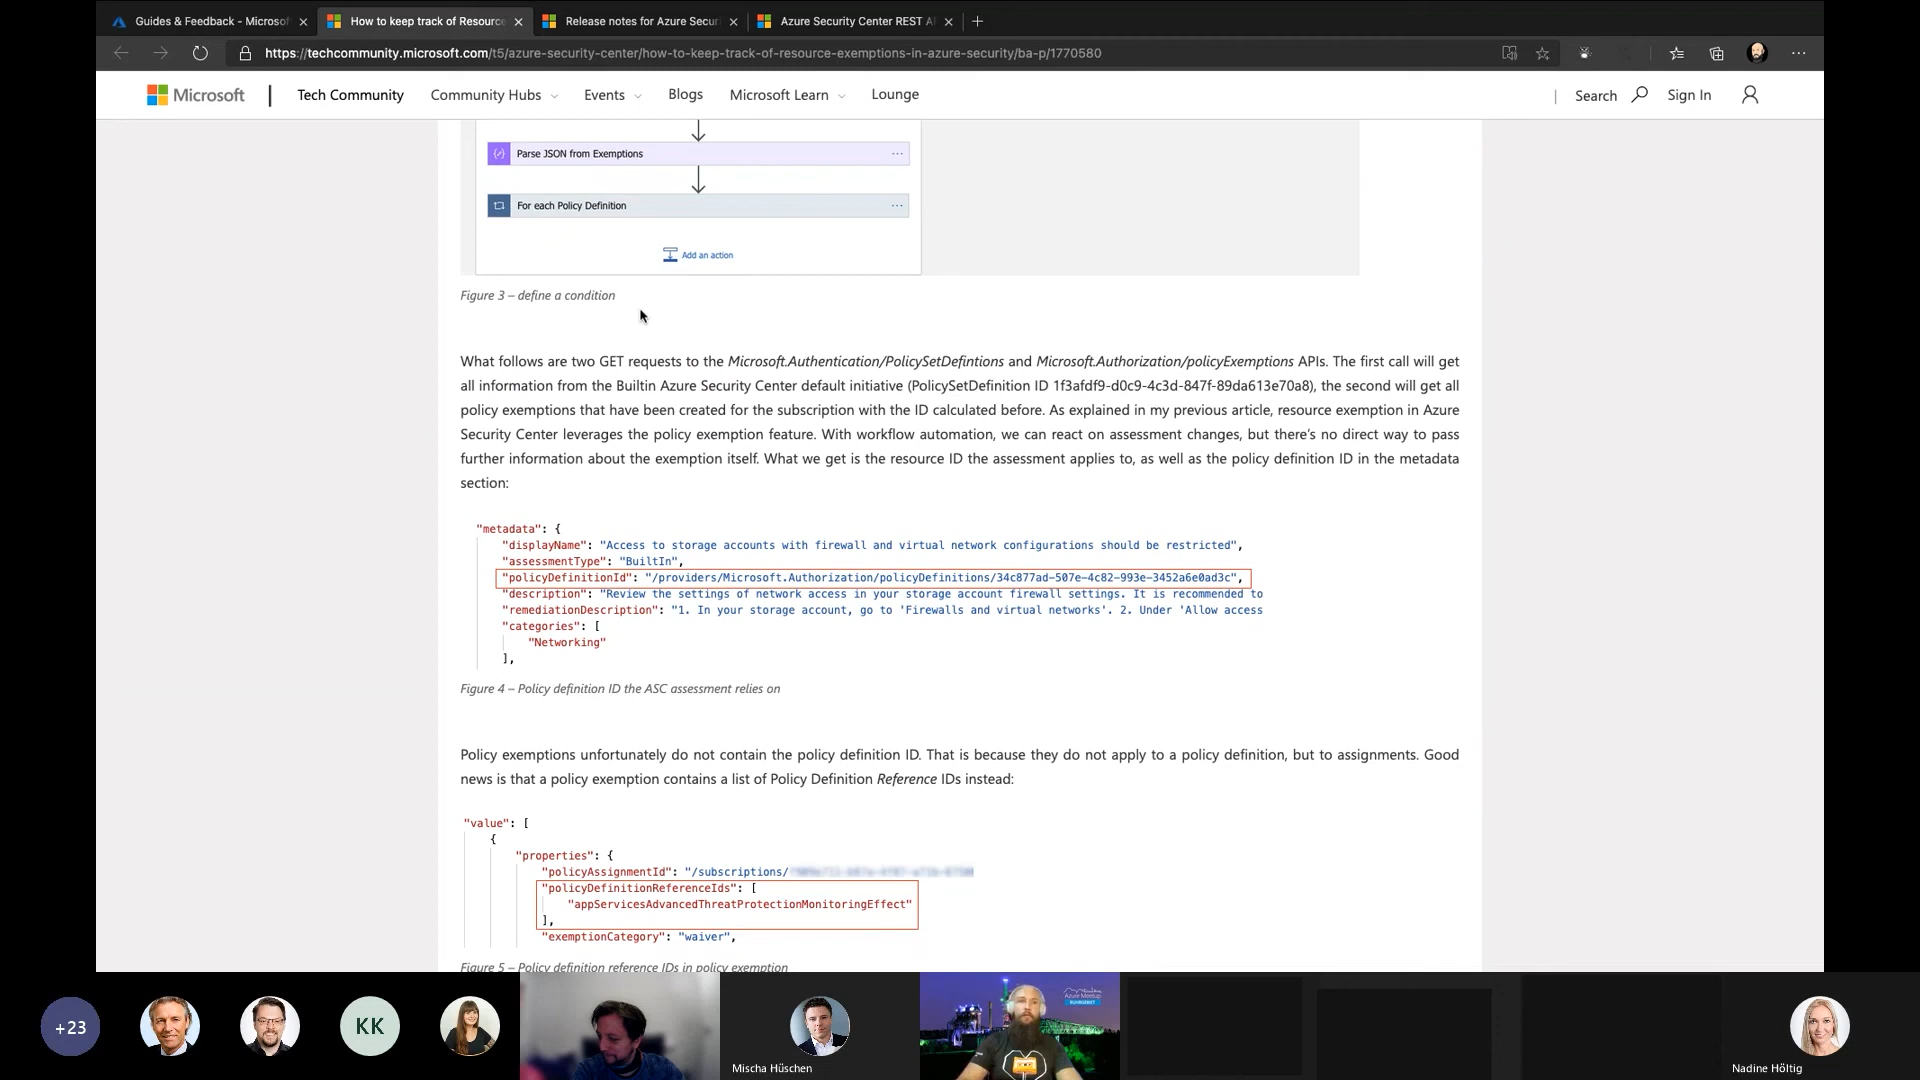 Guides & Feedback - Microsof
How to keep track of Resource
Release notes for Azure Secur
Azure Security Center REST A
https://techcommunity.microsoft.com/t5/azure-security-center/how-to-keep-track-of-resource-exemptions-in-azure-security/ba-p/1770580
Microsoft
Tech Community
Community Hubs
Events
Blogs
Microsoft Learn
Lounge
Search
Sign In
Parse JSON from Exemptions
For each Policy Definition
Add an action
Figure 3 – define a condition
What follows are two GET requests to the Microsoft.Authentication/PolicySetDefintions and Microsoft.Authorization/policyExemptions APIs. The first call will get
all information from the Builtin Azure Security Center default initiative (PolicySetDefinition ID 1f3afdf9-d0c9-4c3d-847f-89da613e70a8), the second will get all
policy exemptions that have been created for the subscription with the ID calculated before. As explained in my previous article, resource exemption in Azure
Security Center leverages the policy exemption feature. With workflow automation, we can react on assessment changes, but there's no direct way to pass
further information about the exemption itself. What we get is the resource ID the assessment applies to, as well as the policy definition ID in the metadata
section:
"metadata": {
"displayName": "Access to storage accounts with firewall and virtual network configurations should be restricted",
"assessmentType": "BuiltIn",
"policyDefinitionId": "/providers/Microsoft.Authorization/policyDefinitions/34c877ad-507e-4c82-993e-3452a6e0ad3c",
"description": "Review the settings of network access in your storage account firewall settings. It is recommended to
"remediationDescription": "1. In your storage account, go to 'Firewalls and virtual networks'. 2. Under 'Allow access
"categories": [
"Networking"
],
Figure 4 – Policy definition ID the ASC assessment relies on
Policy exemptions unfortunately do not contain the policy definition ID. That is because they do not apply to a policy definition, but to assignments. Good
news is that a policy exemption contains a list of Policy Definition Reference IDs instead:
"value": [
{
"properties": {
"policyAssignmentId": "/subscriptions/
"policyDefinitionReferenceIds": [
"appServicesAdvancedThreatProtectionMonitoringEffect"
],
"exemptionCategory": "waiver",
Figure 5 – Policy definition reference IDs in policy exemption
+23
KK
Mischa Hüschen
Azure Meetup
Nadine Höltig